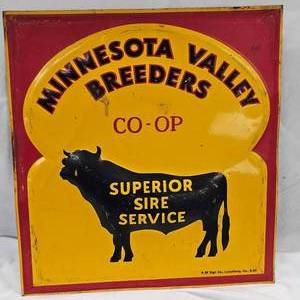 MINNESOTA VALLEY
BREEDERS
CO-OP
SUPERIOR
SIRE
SERVICE